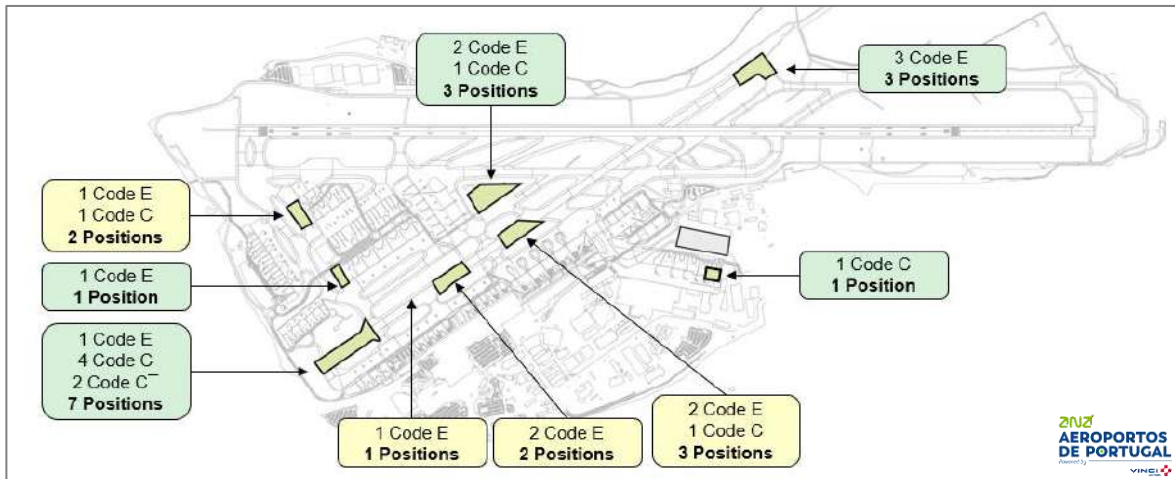 2 Code E
1 Code C
3 Positions
3 Code E
3 Positions
1 Code E
1 Code C
2 Positions
1 Code E
1 Position
1 Code C
1 Position
1 Code E
4 Code C
2 Code C‾
7 Positions
1 Code E
1 Positions
2 Code E
2 Positions
2 Code E
1 Code C
3 Positions
ana
AEROPORTOS
DE PORTUGAL
Powered by
VINCI